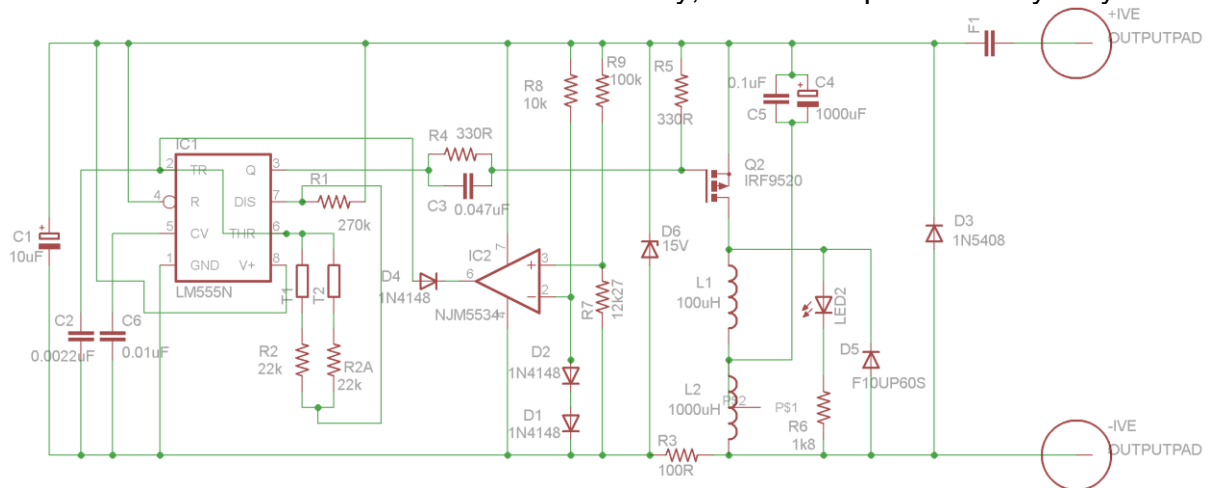 F1
+IVE
OUTPUTPAD
R8
10k
R9
100k
R5
330R
0.1uF
C5
C4
1000uF
IC1
2
TR
Q
3
4
R
DIS
7
5
CV
THR
6
1
GND
V+
8
LM555N
R4
330R
C3
0.047uF
R1
270k
Q2
IRF9520
C1
10uF
C2
0.0022uF
C6
0.01uF
T1
T2
R2
22k
R2A
22k
D4
1N4148
IC2
7
6
3
2
+
−
NJM5534
R7
12k27
D6
15V
D2
1N4148
D1
1N4148
L1
100uH
L2
1000uH
P$1
R3
100R
LED2
R6
1k8
D5
F10UP60S
D3
1N5408
-IVE
OUTPUTPAD